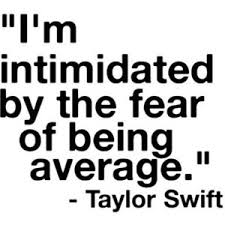 "I'm
intimidated
by the fear
of being
average."
- Taylor Swift